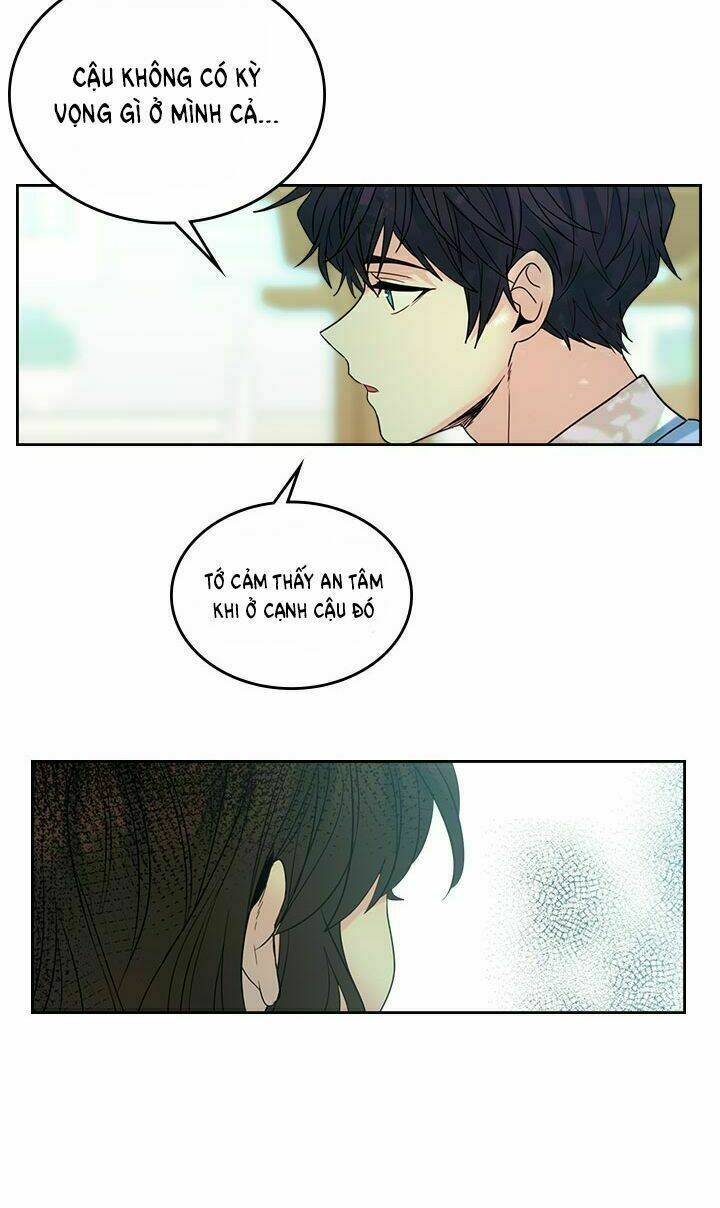 CẬU KHÔNG CÓ KỲ
VỌNG GÌ Ở MÌNH CẢ...
TỚ CẢM THẤY AN TÂM
KHI Ở CẠNH CẬU ĐÓ